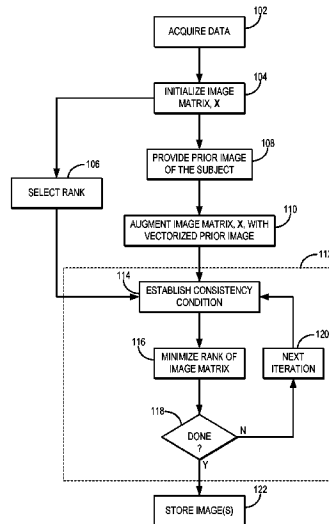 102
ACQUIRE DATA
104
INITIALIZE IMAGE
MATRIX, X
106
SELECT RANK
108
PROVIDE PRIOR IMAGE
OF THE SUBJECT
110
AUGMENT IMAGE MATRIX, X, WITH
VECTORIZED PRIOR IMAGE
112
114
ESTABLISH CONSISTENCY
CONDITION
116
MINIMIZE RANK OF
IMAGE MATRIX
120
NEXT
ITERATION
118
DONE
?
N
Y
122
STORE IMAGE(S)